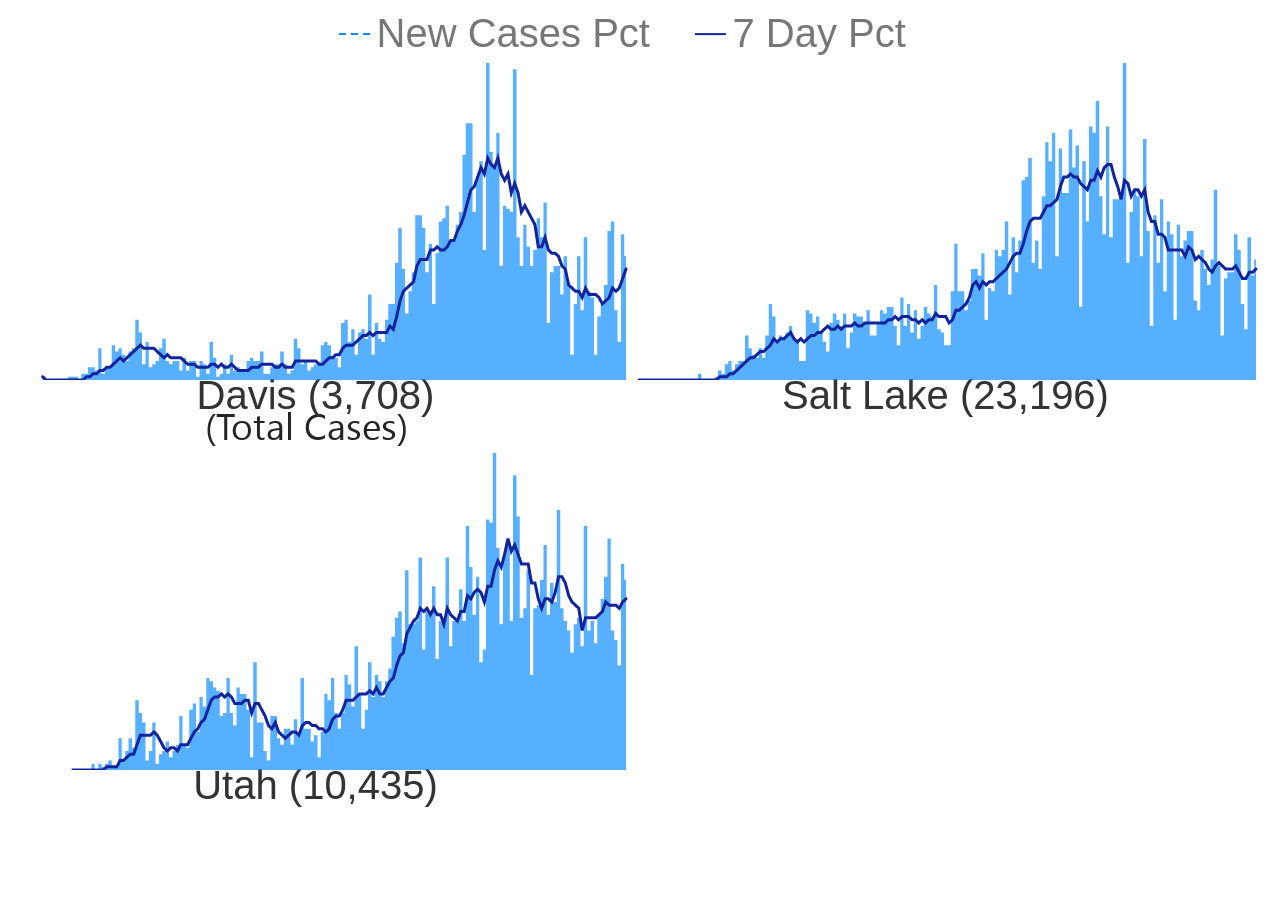 New Cases Pct 7 Day Pct
Davis (3,708)
(Total Cases)
Salt Lake (23,196)
Utah (10,435)